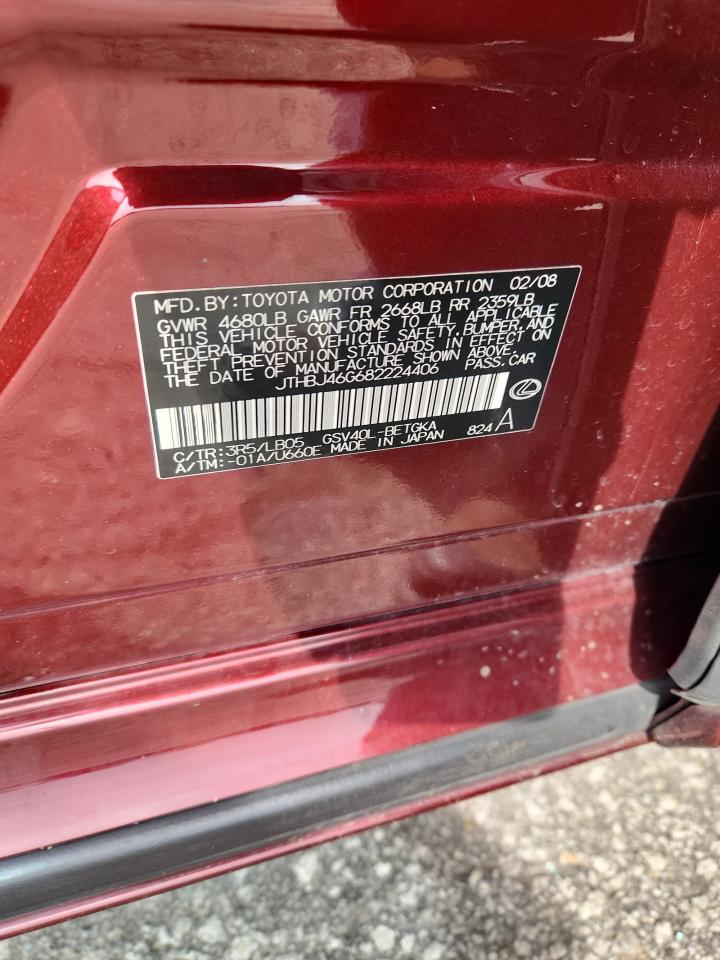 MFD.BY:TOYOTA MOTOR CORPORATION 02/08
GVWR 4680LB GAWR FR 2668LB RR 2359LB
THIS VEHICLE CONFORMS TO ALL APPLICABLE
FEDERAL MOTOR VEHICLE SAFETY,BUMPER,AND
THEFT PREVENTION STANDARDS IN EFFECT ON
THE DATE OF MANUFACTURE SHOWN ABOVE.
JTHBJ46G682224406 PASS.CAR
C/TR:3R5/LB05 GSV40L-BETGKA 824 A
A/TM:-01A/U660E MADE IN JAPAN